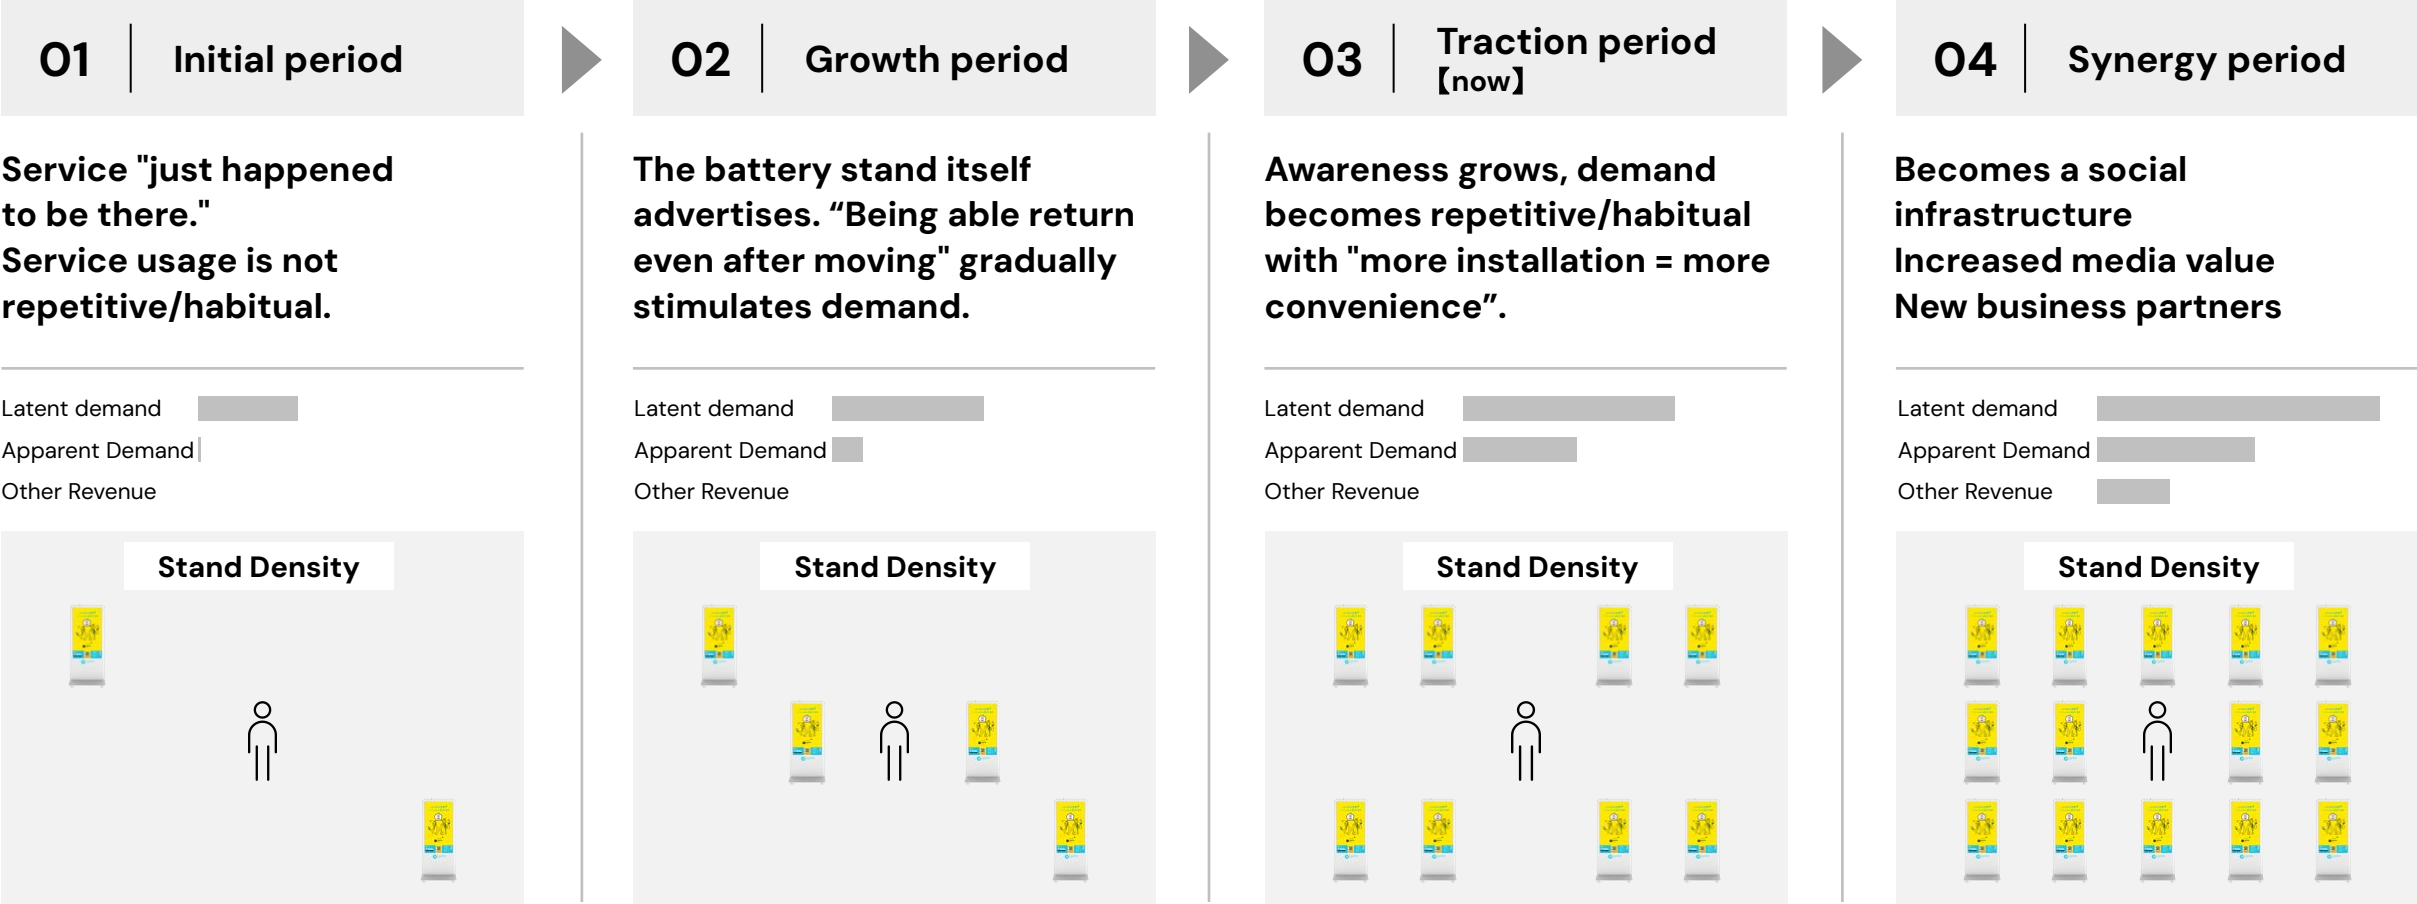 01
Initial period
Service "just happened
to be there."
Service usage is not
repetitive/habitual.
Latent demand
Apparent Demand
Other Revenue
Stand Density
02
Growth period
The battery stand itself
advertises. “Being able return
even after moving" gradually
stimulates demand.
Latent demand
Apparent Demand
Other Revenue
Stand Density
03
Traction period
【now】
Awareness grows, demand
becomes repetitive/habitual
with "more installation = more
convenience”.
Latent demand
Apparent Demand
Other Revenue
Stand Density
04
Synergy period
Becomes a social
infrastructure
Increased media value
New business partners
Latent demand
Apparent Demand
Other Revenue
Stand Density